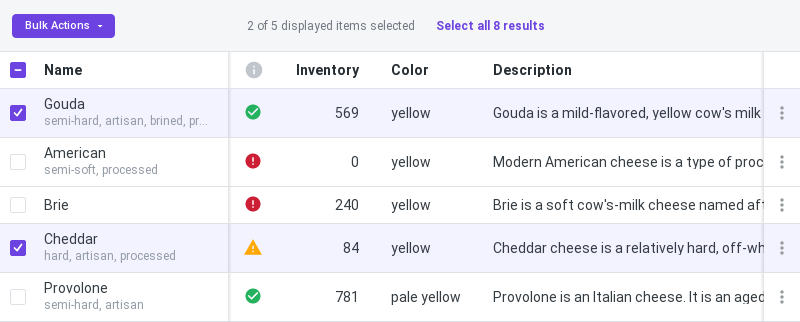 Bulk Actions 2 of 5 displayed items selected Select all 8 results
Name Inventory Color Description
Gouda 569 yellow Gouda is a mild-flavored, yellow cow's milk
semi-hard, artisan, brined, pr...
American 0 yellow Modern American cheese is a type of proc
semi-soft, processed
Brie 240 yellow Brie is a soft cow's-milk cheese named aft
Cheddar 84 yellow Cheddar cheese is a relatively hard, off-wh
hard, artisan, processed
Provolone 781 pale yellow Provolone is an Italian cheese. It is an aged
semi-hard, artisan